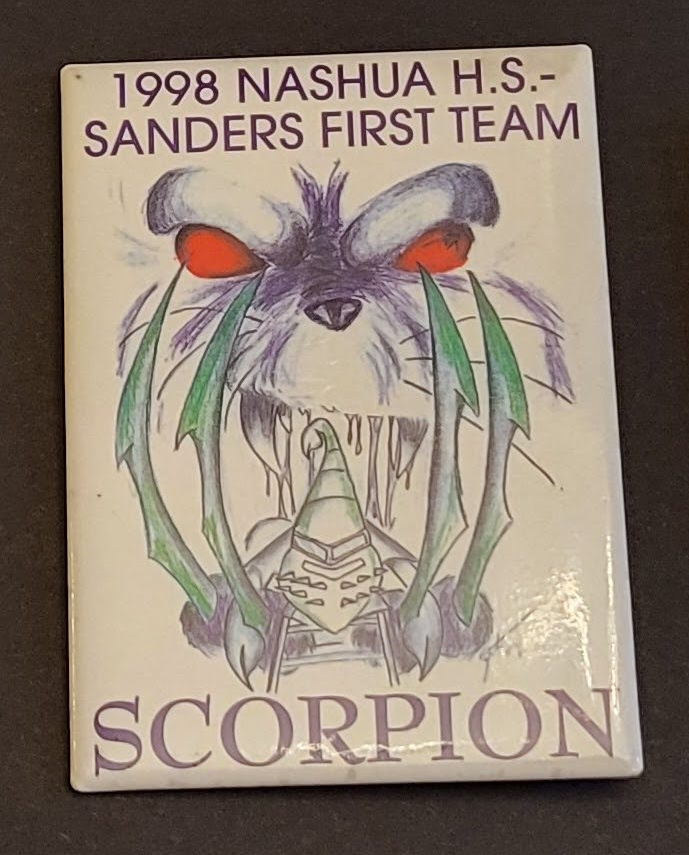 1998 NASHUA H.S.-
SANDERS FIRST TEAM
SCORPION